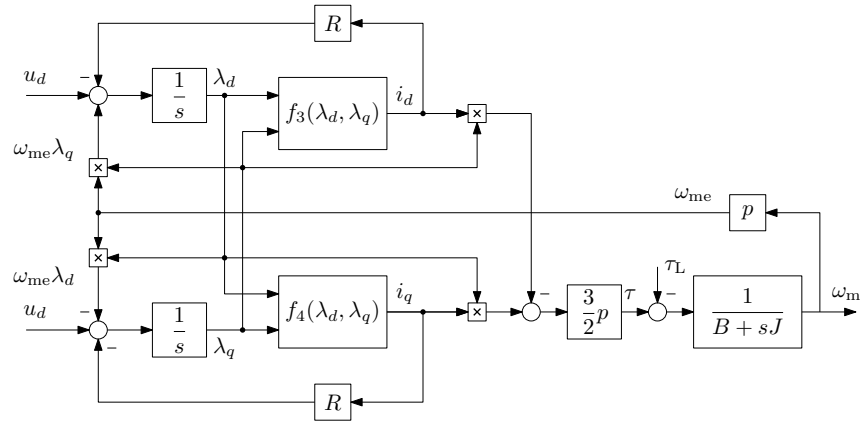 R
−
u_d
1/s
λ_d
f_3(λ_d, λ_q)
i_d
×
ω_me λ_q
×
ω_me
p
×
ω_me λ_d
−
u_d
−
1/s
λ_q
f_4(λ_d, λ_q)
i_q
×
−
3/2 p
τ
τ_L
−
1/(B + sJ)
ω_m
R